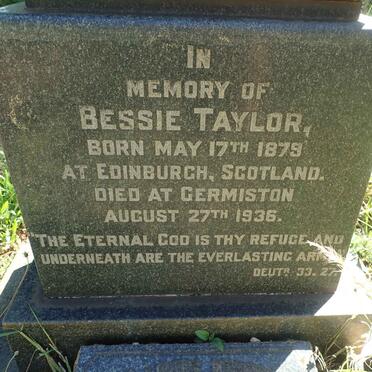 IN
MEMORY OF
BESSIE TAYLOR,
BORN MAY 17TH 1879
AT EDINBURGH, SCOTLAND.
DIED AT GERMISTON
AUGUST 27TH 1936.
"THE ETERNAL GOD IS THY REFUGE AND
UNDERNEATH ARE THE EVERLASTING
DEUT. 33. 27